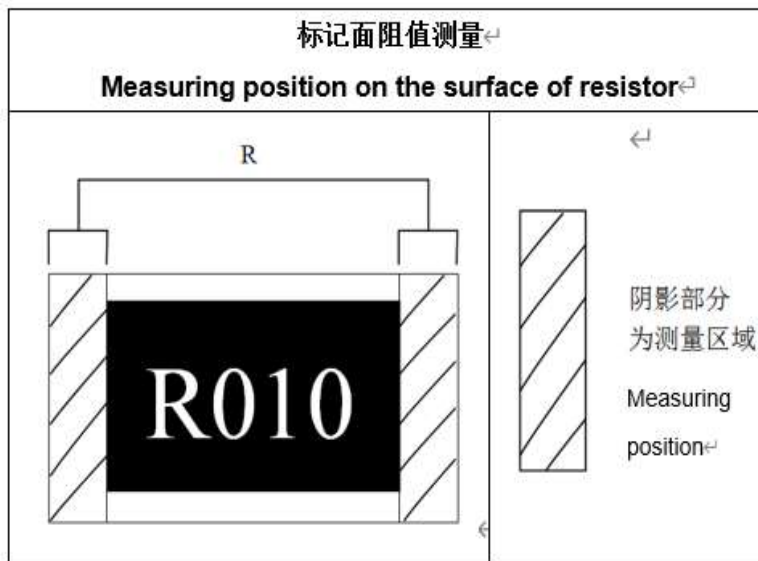 标记面阻值测量
Measuring position on the surface of resistor
R
R010
阴影部分
为测量区域
Measuring
position